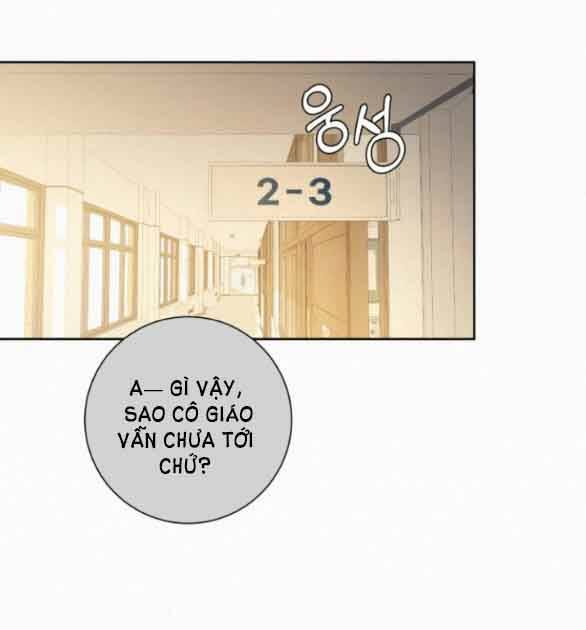 웅성
2-3
A— GÌ VẬY,
SAO CÔ GIÁO
VẪN CHƯA TỚI
CHỨ?